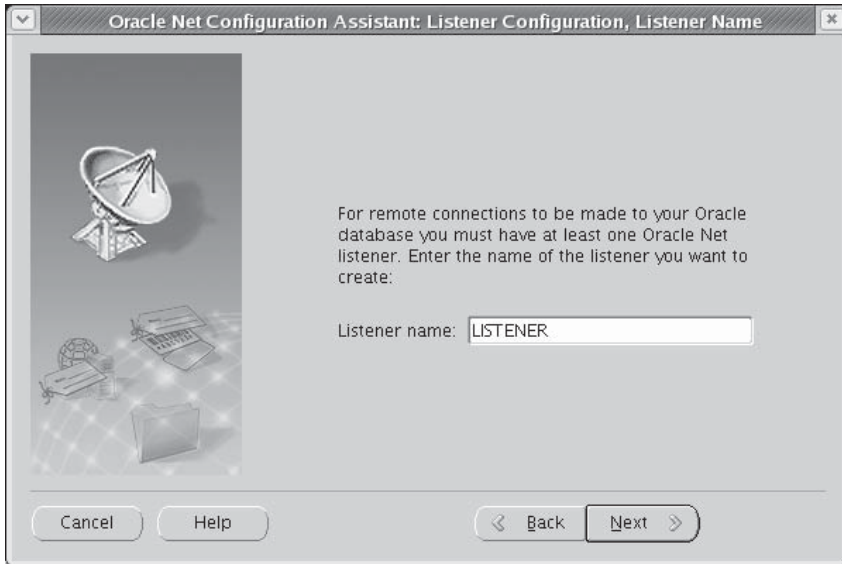 Oracle Net Configuration Assistant: Listener Configuration, Listener Name
For remote connections to be made to your Oracle
database you must have at least one Oracle Net
listener. Enter the name of the listener you want to
create:
Listener name: LISTENER
Cancel Help Back Next